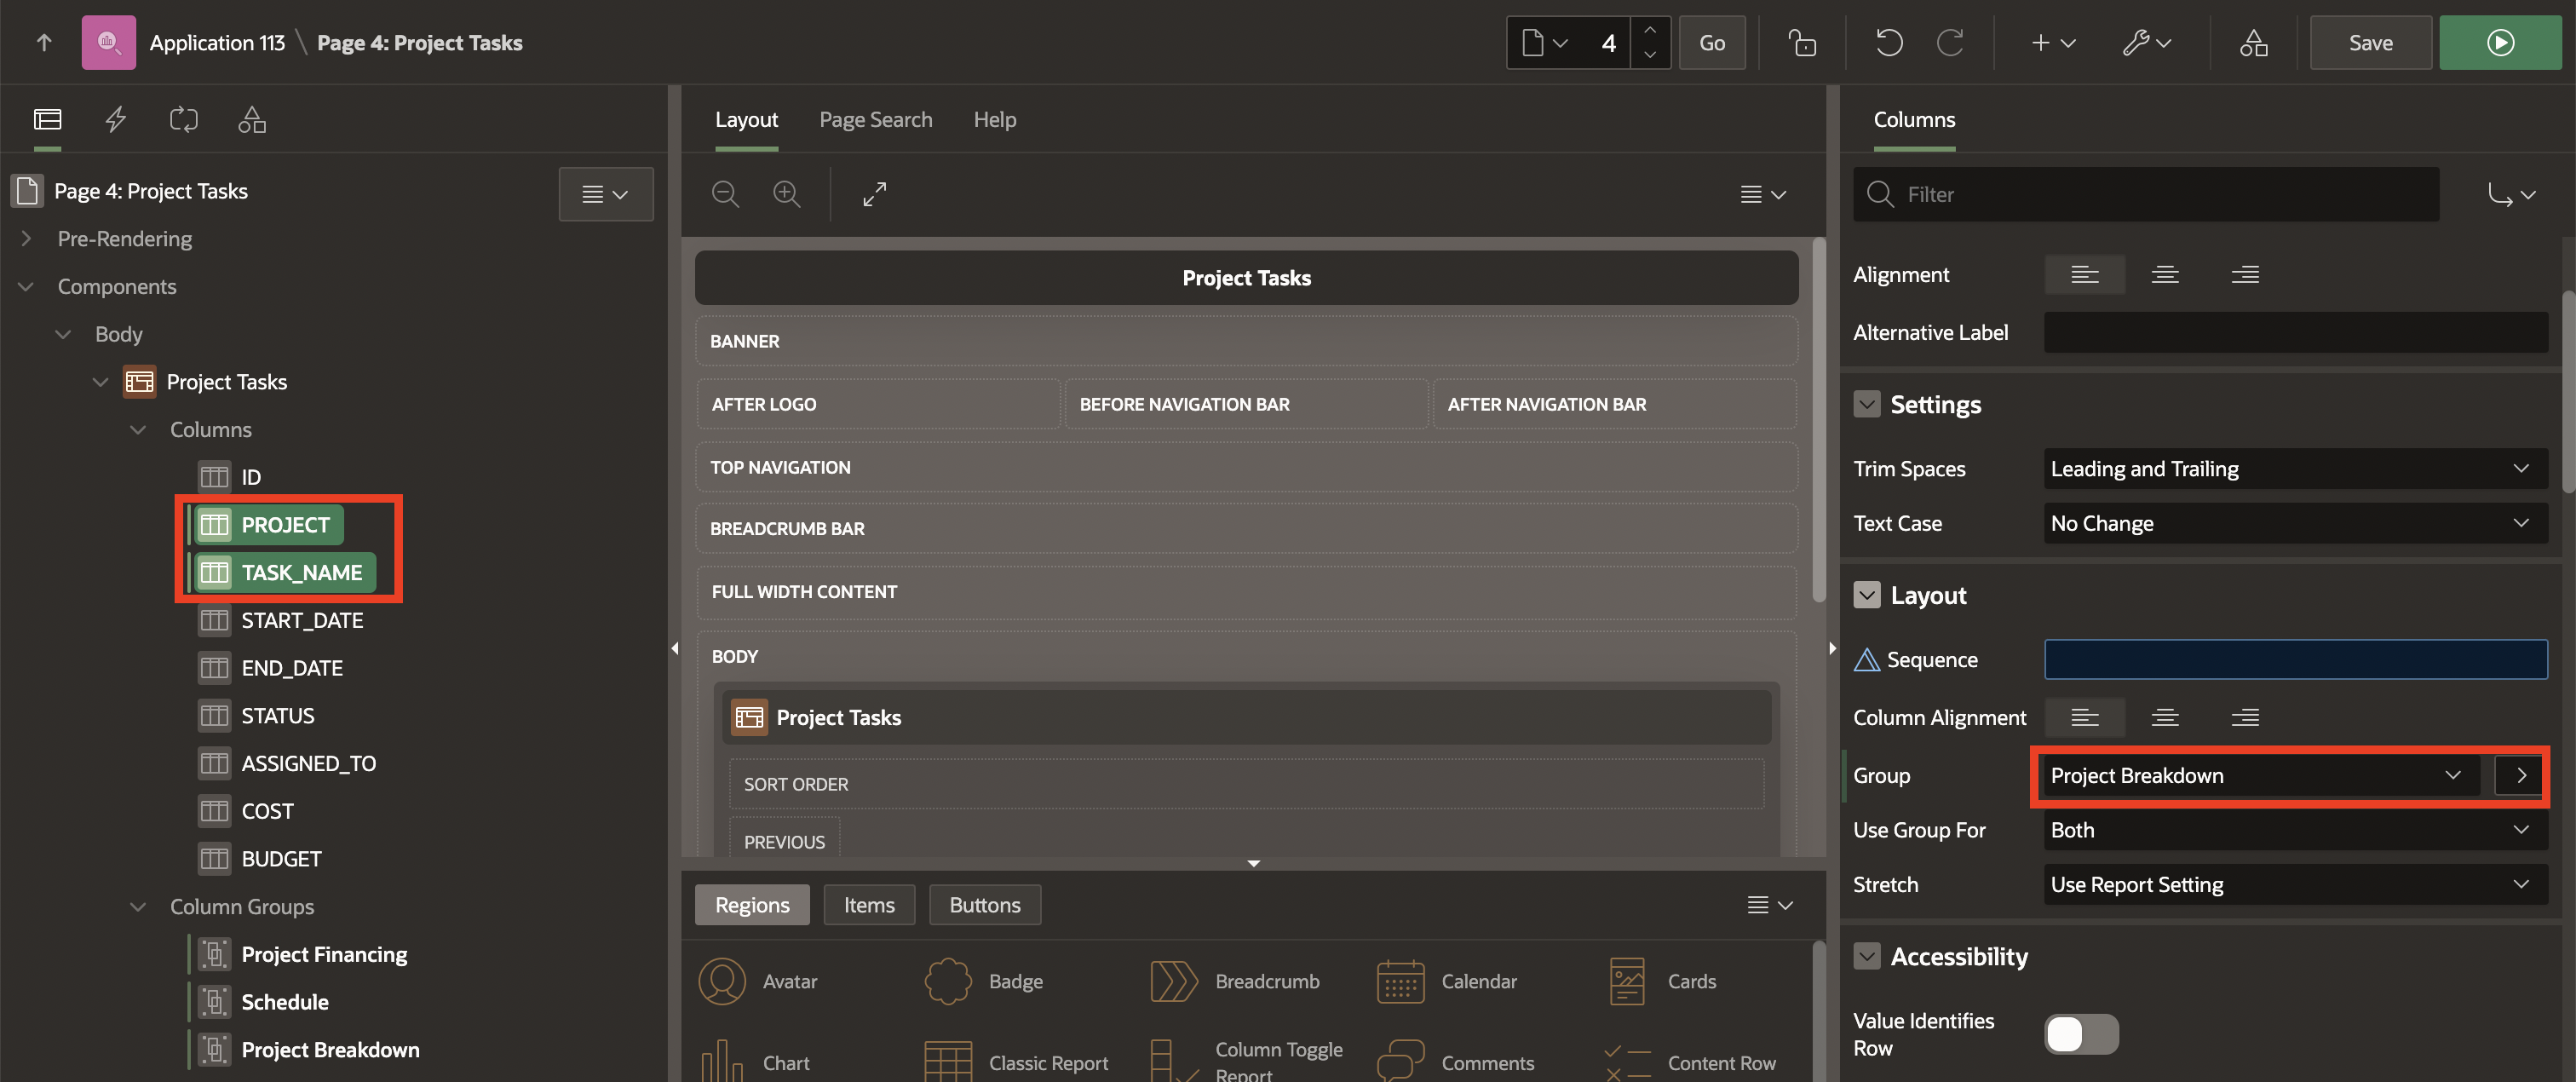 Application 113 \ Page 4: Project Tasks
4
Go
Save
Layout
Page Search
Help
Columns
Page 4: Project Tasks
Pre-Rendering
Components
Body
Project Tasks
Columns
ID
PROJECT
TASK_NAME
START_DATE
END_DATE
STATUS
ASSIGNED_TO
COST
BUDGET
Column Groups
Project Financing
Schedule
Project Breakdown
Project Tasks
BANNER
AFTER LOGO
BEFORE NAVIGATION BAR
AFTER NAVIGATION BAR
TOP NAVIGATION
BREADCRUMB BAR
FULL WIDTH CONTENT
BODY
Project Tasks
SORT ORDER
PREVIOUS
Regions
Items
Buttons
Avatar
Badge
Breadcrumb
Calendar
Cards
Chart
Classic Report
Column Toggle
Report
Comments
Content Row
Filter
Alignment
Alternative Label
Settings
Trim Spaces
Leading and Trailing
Text Case
No Change
Layout
Sequence
Column Alignment
Group
Project Breakdown
Use Group For
Both
Stretch
Use Report Setting
Accessibility
Value Identifies
Row